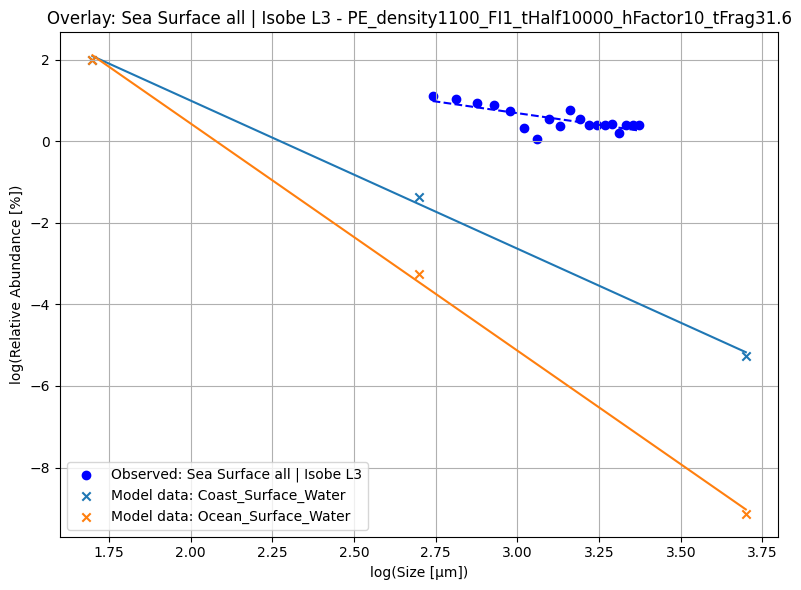 Overlay: Sea Surface all | Isobe L3 - PE_density1100_FI1_tHalf10000_hFactor10_tFrag31.6
2
0
−2
−4
−6
−8
log(Relative Abundance [%])
Observed: Sea Surface all | Isobe L3
Model data: Coast_Surface_Water
Model data: Ocean_Surface_Water
1.75 2.00 2.25 2.50 2.75 3.00 3.25 3.50 3.75
log(Size [μm])